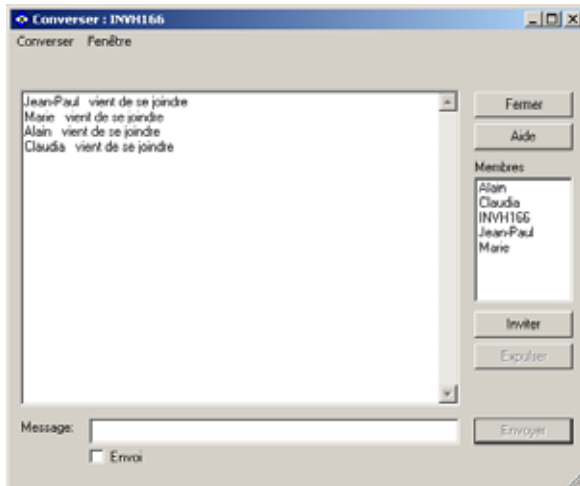 Converser : INVH166
Converser Fenêtre
Jean-Paul vient de se joindre
Marie vient de se joindre
Alain vient de se joindre
Claudia vient de se joindre
Fermer
Aide
Membres
Alain
Claudia
INVH166
Jean-Paul
Marie
Inviter
Expulser
Message:
Envoyer
Envoi